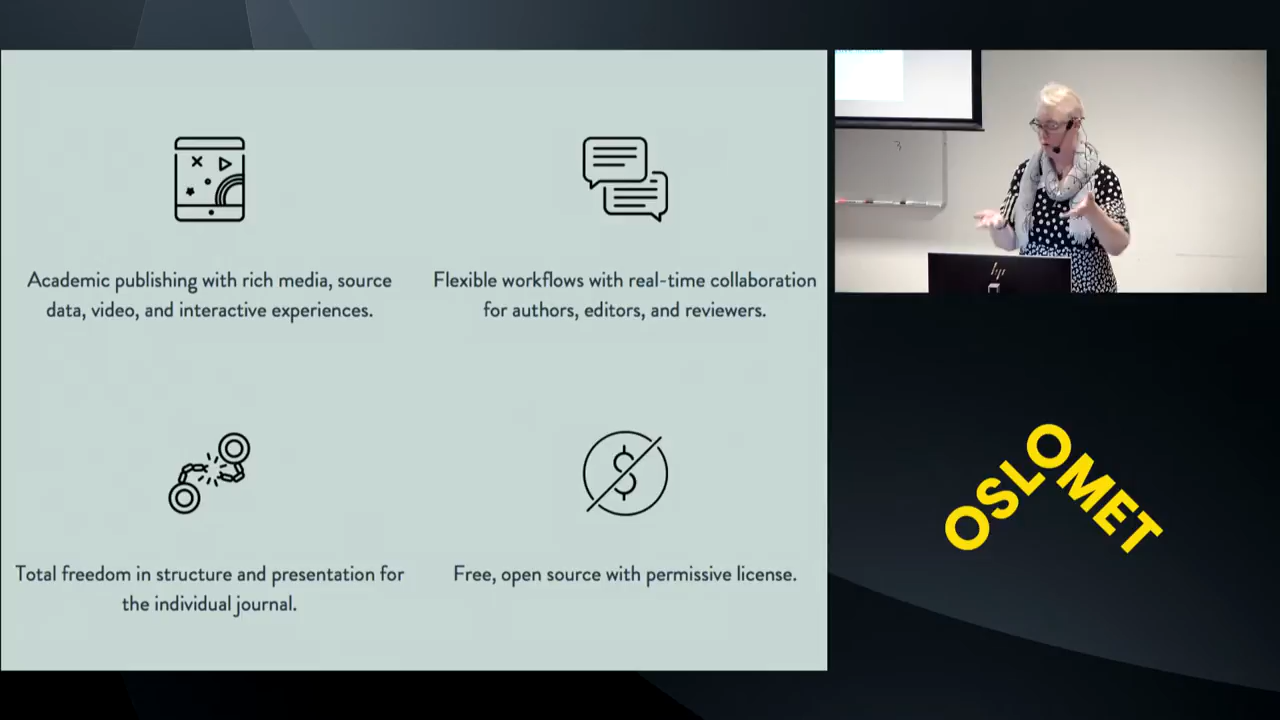 Academic publishing with rich media, source
data, video, and interactive experiences.
Flexible workflows with real-time collaboration
for authors, editors, and reviewers.
Total freedom in structure and presentation for
the individual journal.
Free, open source with permissive license.
hp
OSLOMET